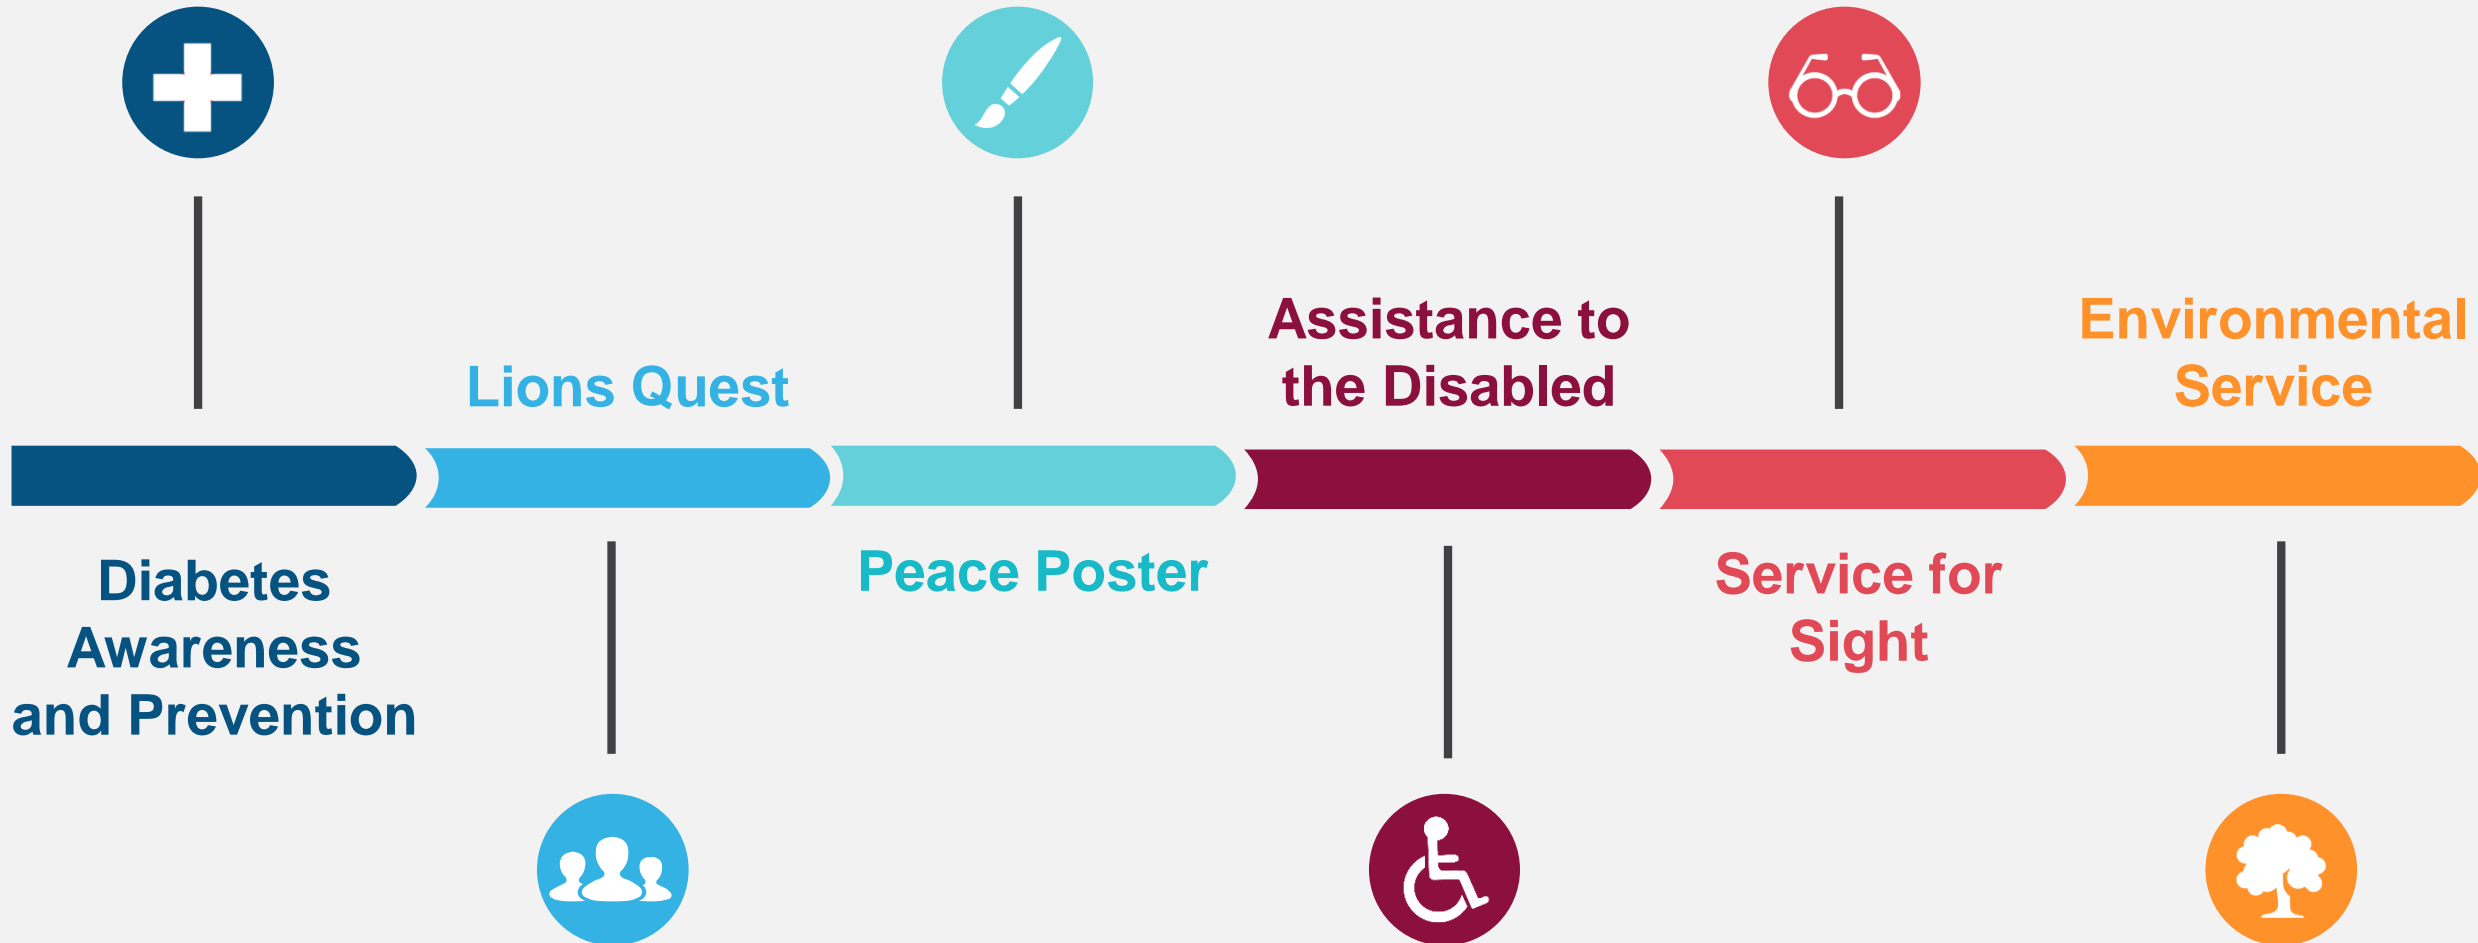 Diabetes
Awareness
and Prevention
Lions Quest
Peace Poster
Assistance to
the Disabled
Service for
Sight
Environmental
Service